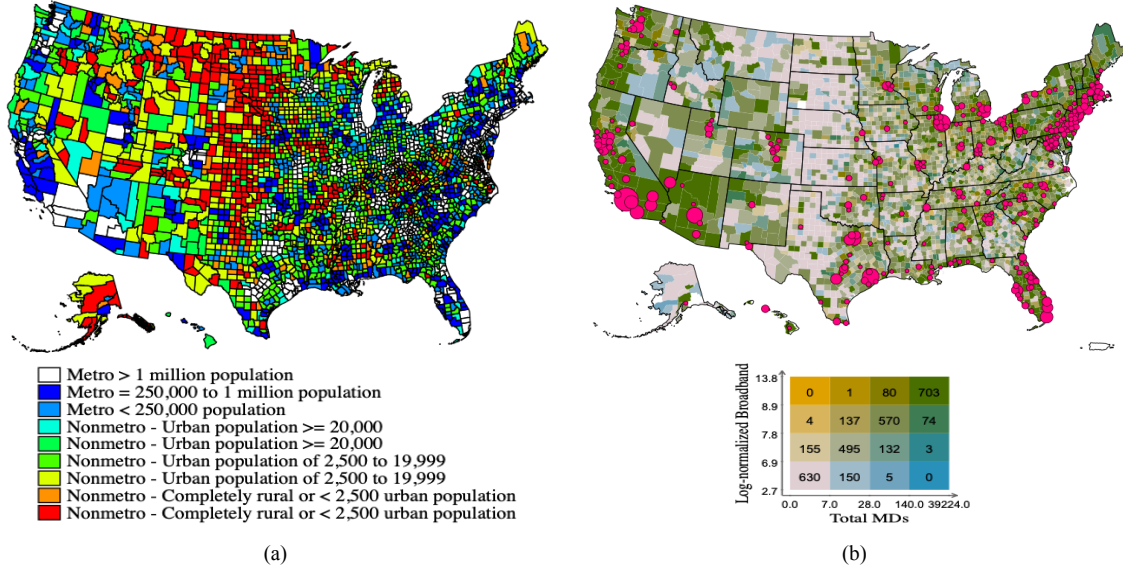 Metro > 1 million population
Metro = 250,000 to 1 million population
Metro < 250,000 population
Nonmetro - Urban population >= 20,000
Nonmetro - Urban population >= 20,000
Nonmetro - Urban population of 2,500 to 19,999
Nonmetro - Urban population of 2,500 to 19,999
Nonmetro - Completely rural or < 2,500 urban population
Nonmetro - Completely rural or < 2,500 urban population
(a)
Log-normalized Broadband
13.8
0 1 80 703
8.9
4 137 570 74
7.8
155 495 132 3
6.9
630 150 5 0
2.7
0.0 7.0 28.0 140.0 39224.0
Total MDs
(b)